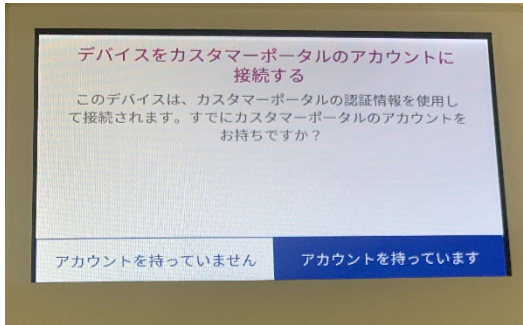 デバイスをカスタマーポータルのアカウントに
接続する
このデバイスは、カスタマーポータルの認証情報を使用し
て接続されます。すでにカスタマーポータルのアカウントを
お持ちですか？
アカウントを持っていません
アカウントを持っています